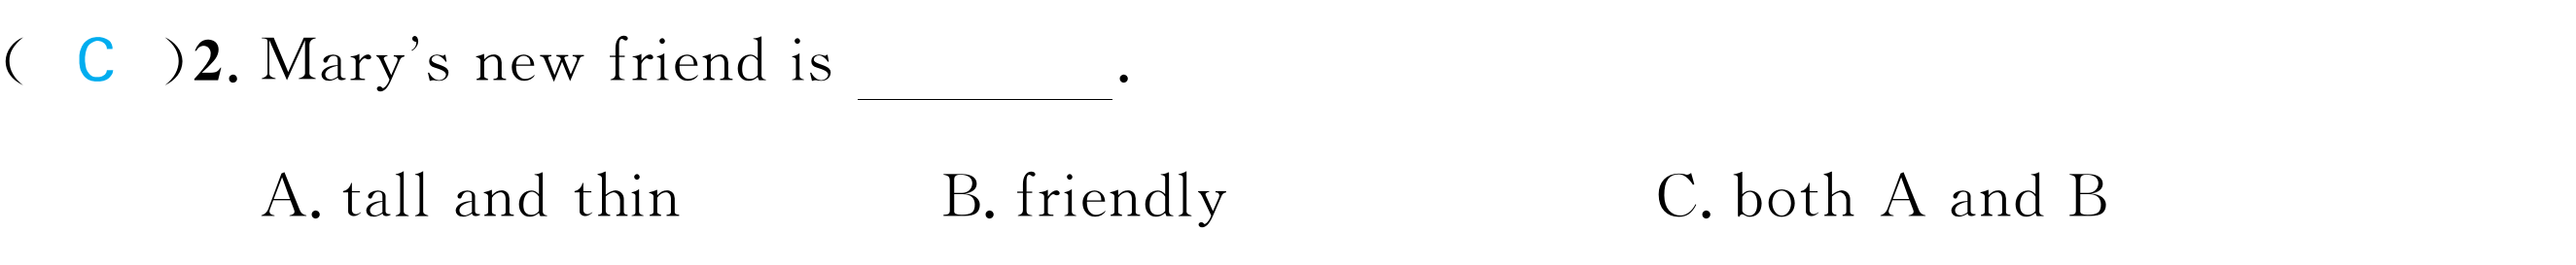 ( C )2. Mary’s new friend is ________.
A. tall and thin B. friendly C. both A and B